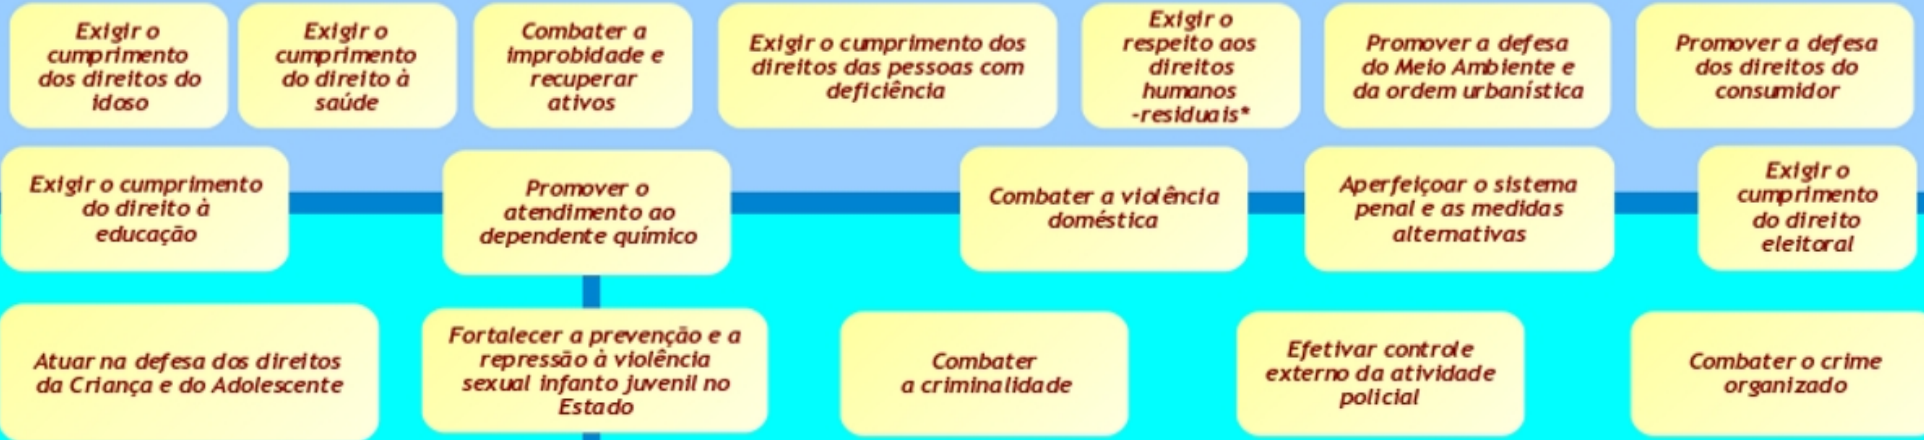 Exigir o
cumprimento
dos direitos do
idoso
Exigir o
cumprimento
do direito à
saúde
Combater a
improbidade e
recuperar
ativos
Exigir o cumprimento dos
direitos das pessoas com
deficiência
Exigir o
respeito aos
direitos
humanos
-residuais*
Promover a defesa
do Meio Ambiente e
da ordem urbanística
Promover a defesa
dos direitos do
consumidor
Exigir o cumprimento
do direito à
educação
Promover o
atendimento ao
dependente químico
Combater a violência
doméstica
Aperfeiçoar o sistema
penal e as medidas
alternativas
Exigir o
cumprimento
do direito
eleitoral
Atuar na defesa dos direitos
da Criança e do Adolescente
Fortalecer a prevenção e a
repressão à violência
sexual infanto juvenil no
Estado
Combater
a criminalidade
Efetivar controle
externo da atividade
policial
Combater o crime
organizado